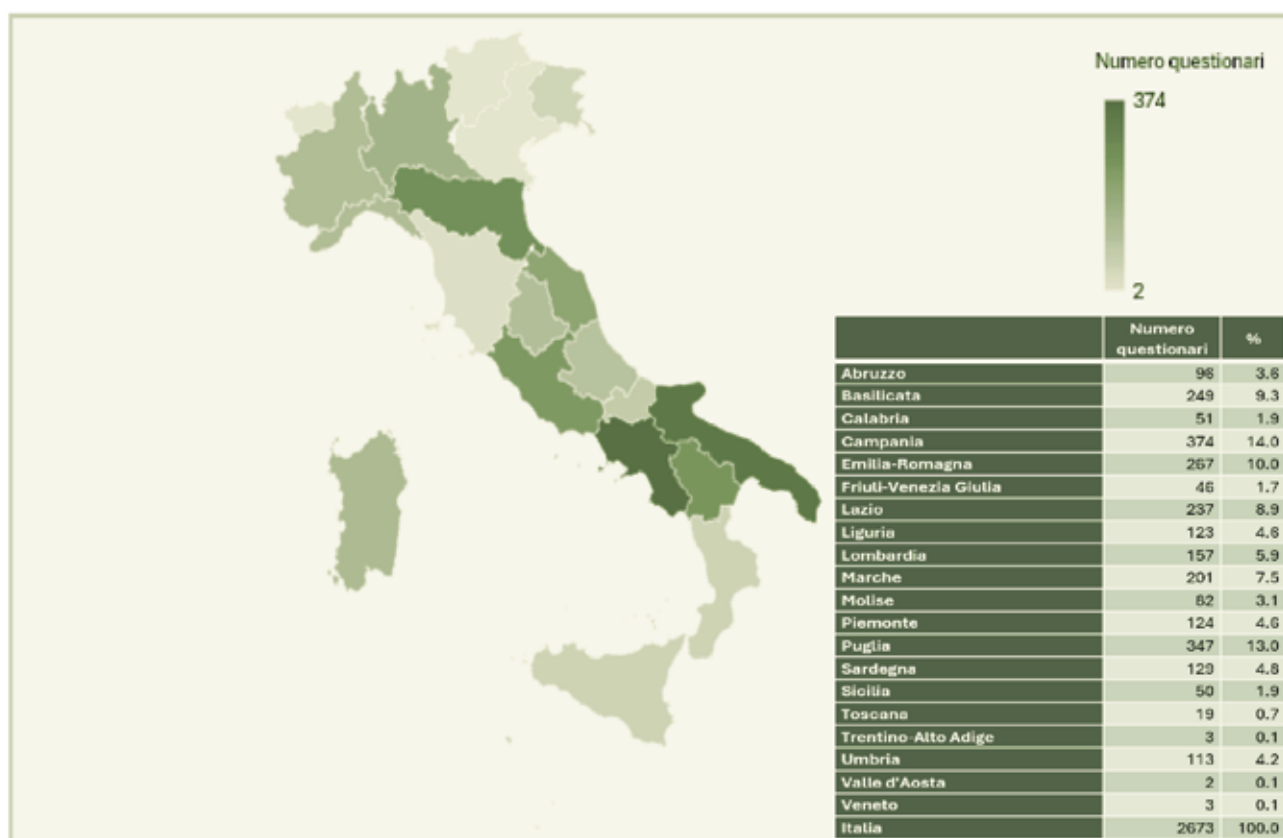 Numero questionari
374
2
Numero questionari %
Abruzzo 96 3.6
Basilicata 249 9.3
Calabria 51 1.9
Campania 374 14.0
Emilia-Romagna 267 10.0
Friuli-Venezia Giulia 46 1.7
Lazio 237 8.9
Liguria 123 4.6
Lombardia 157 5.9
Marche 201 7.5
Molise 82 3.1
Piemonte 124 4.6
Puglia 347 13.0
Sardegna 129 4.8
Sicilia 50 1.9
Toscana 19 0.7
Trentino-Alto Adige 3 0.1
Umbria 113 4.2
Valle d'Aosta 2 0.1
Veneto 3 0.1
Italia 2673 100.0